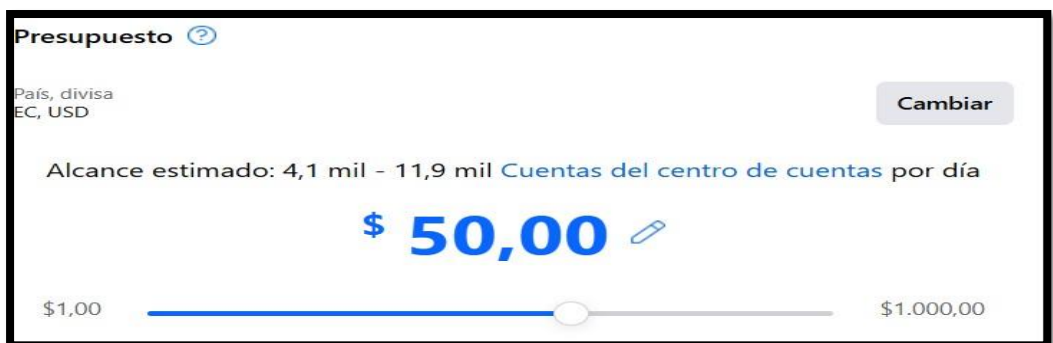 Presupuesto ?
País, divisa
EC, USD
Cambiar
Alcance estimado: 4,1 mil - 11,9 mil Cuentas del centro de cuentas por día
$ 50,00
$1,00
$1.000,00